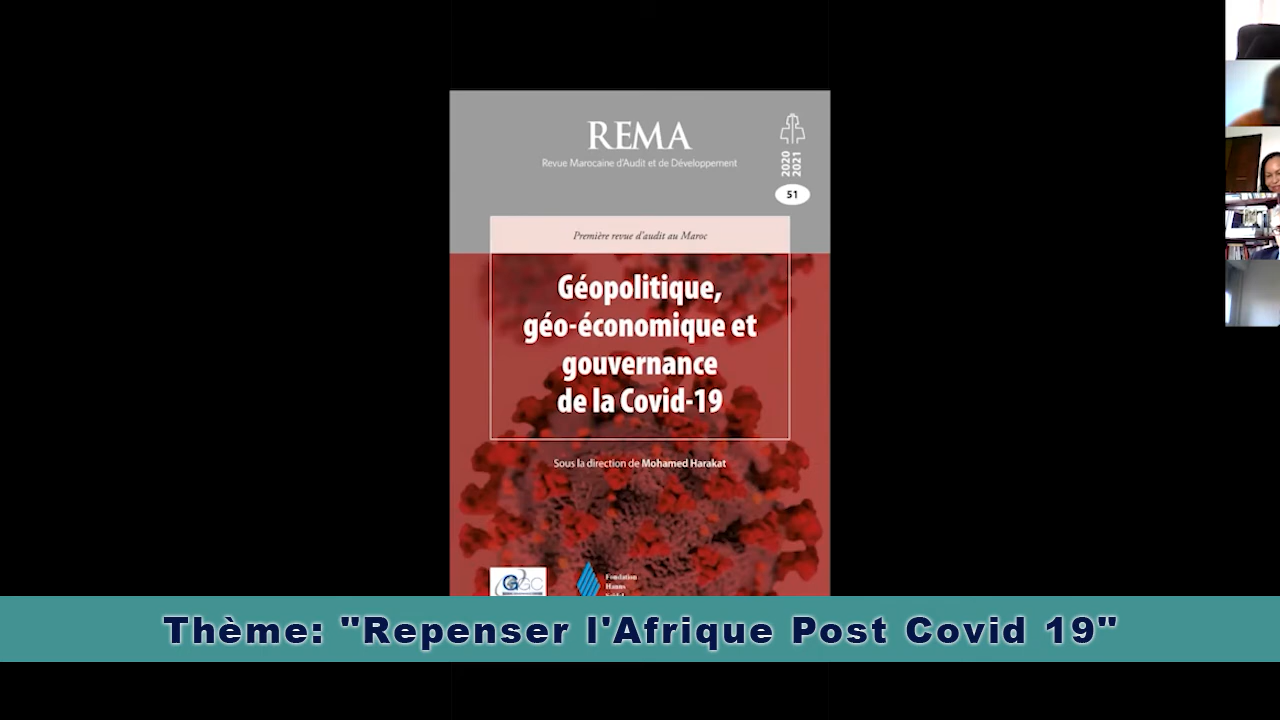 REMA
Revue Marocaine d'Audit et de Développement
2020
2021
51
Première revue d'audit au Maroc
Géopolitique,
géo-économique et
gouvernance
de la Covid-19
Sous la direction de Mohamed Harakat
GGC
Fondation
Hanns
Thème: "Repenser l'Afrique Post Covid 19"